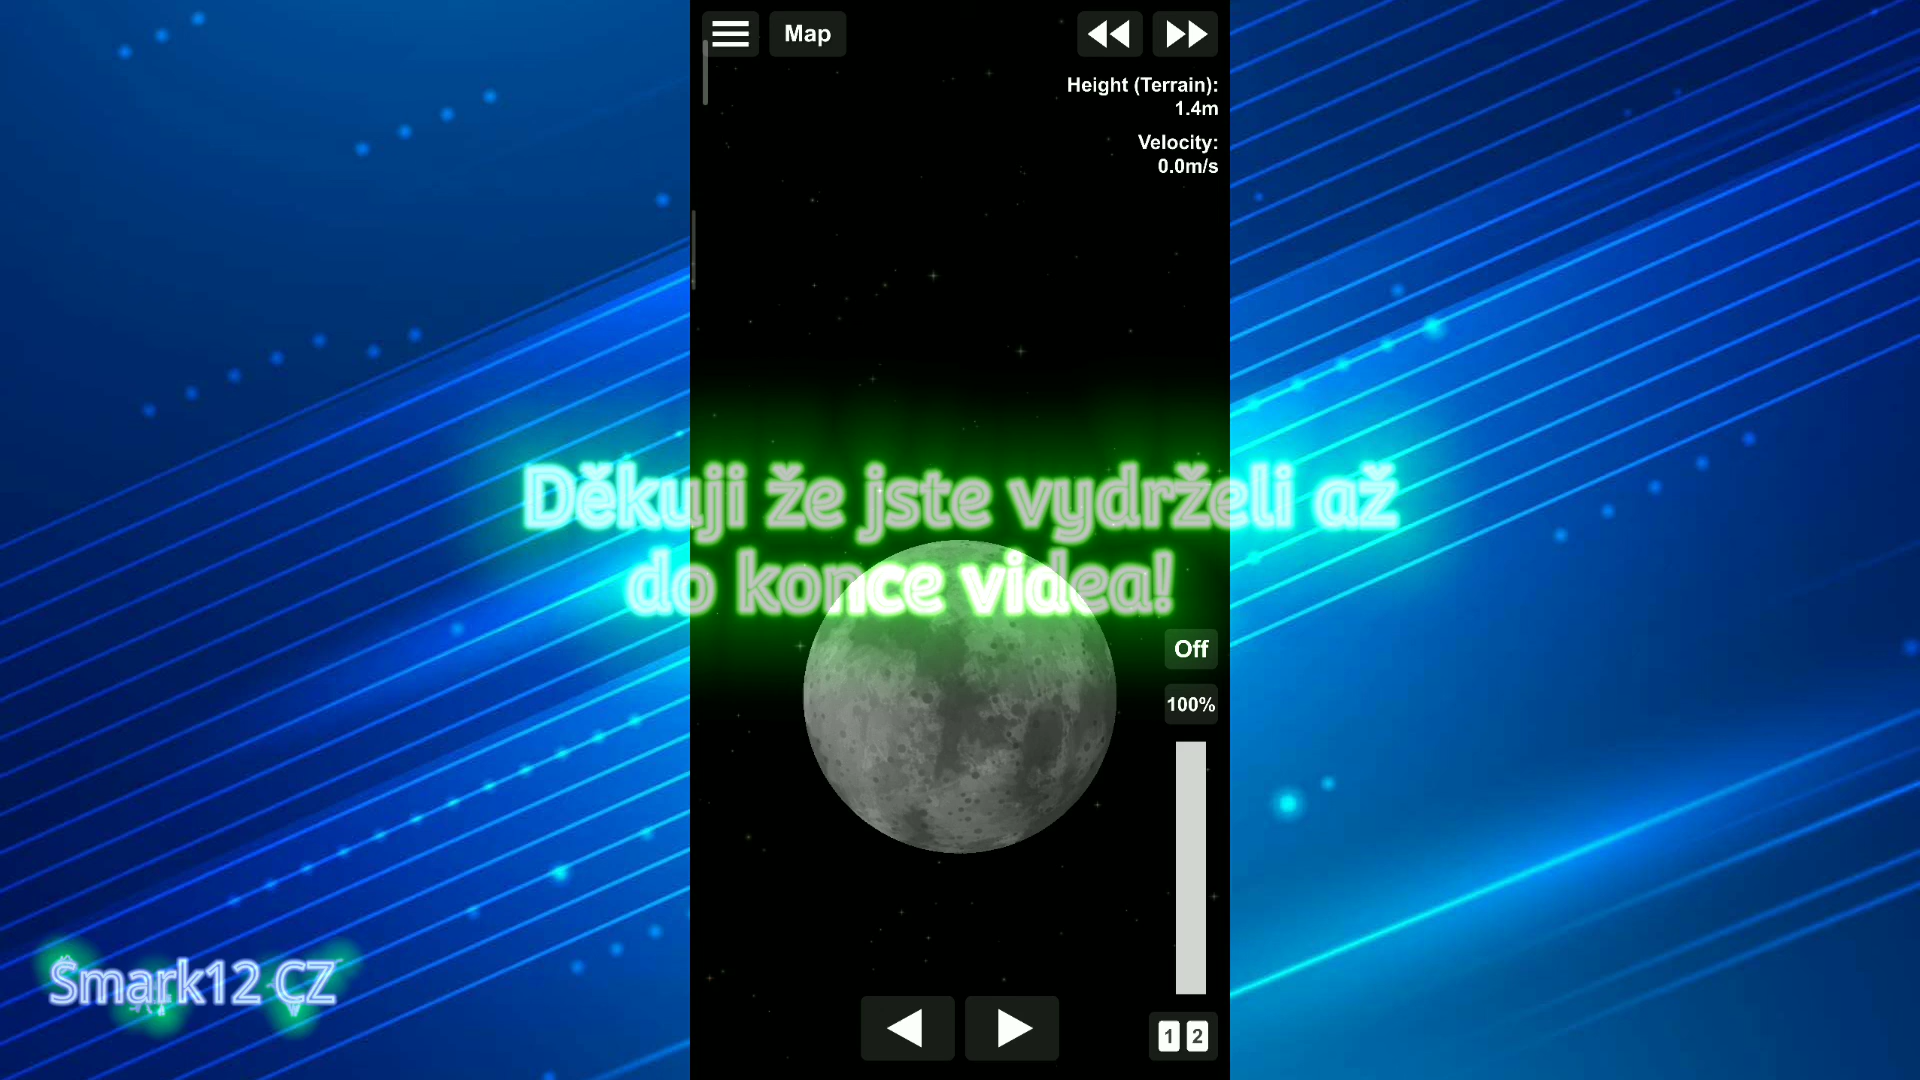 Map
Height (Terrain):
1.4m
Velocity:
0.0m/s
Děkuji že jste vydrželi až
do konce videa!
Off
100%
Smark12 CZ
1 2